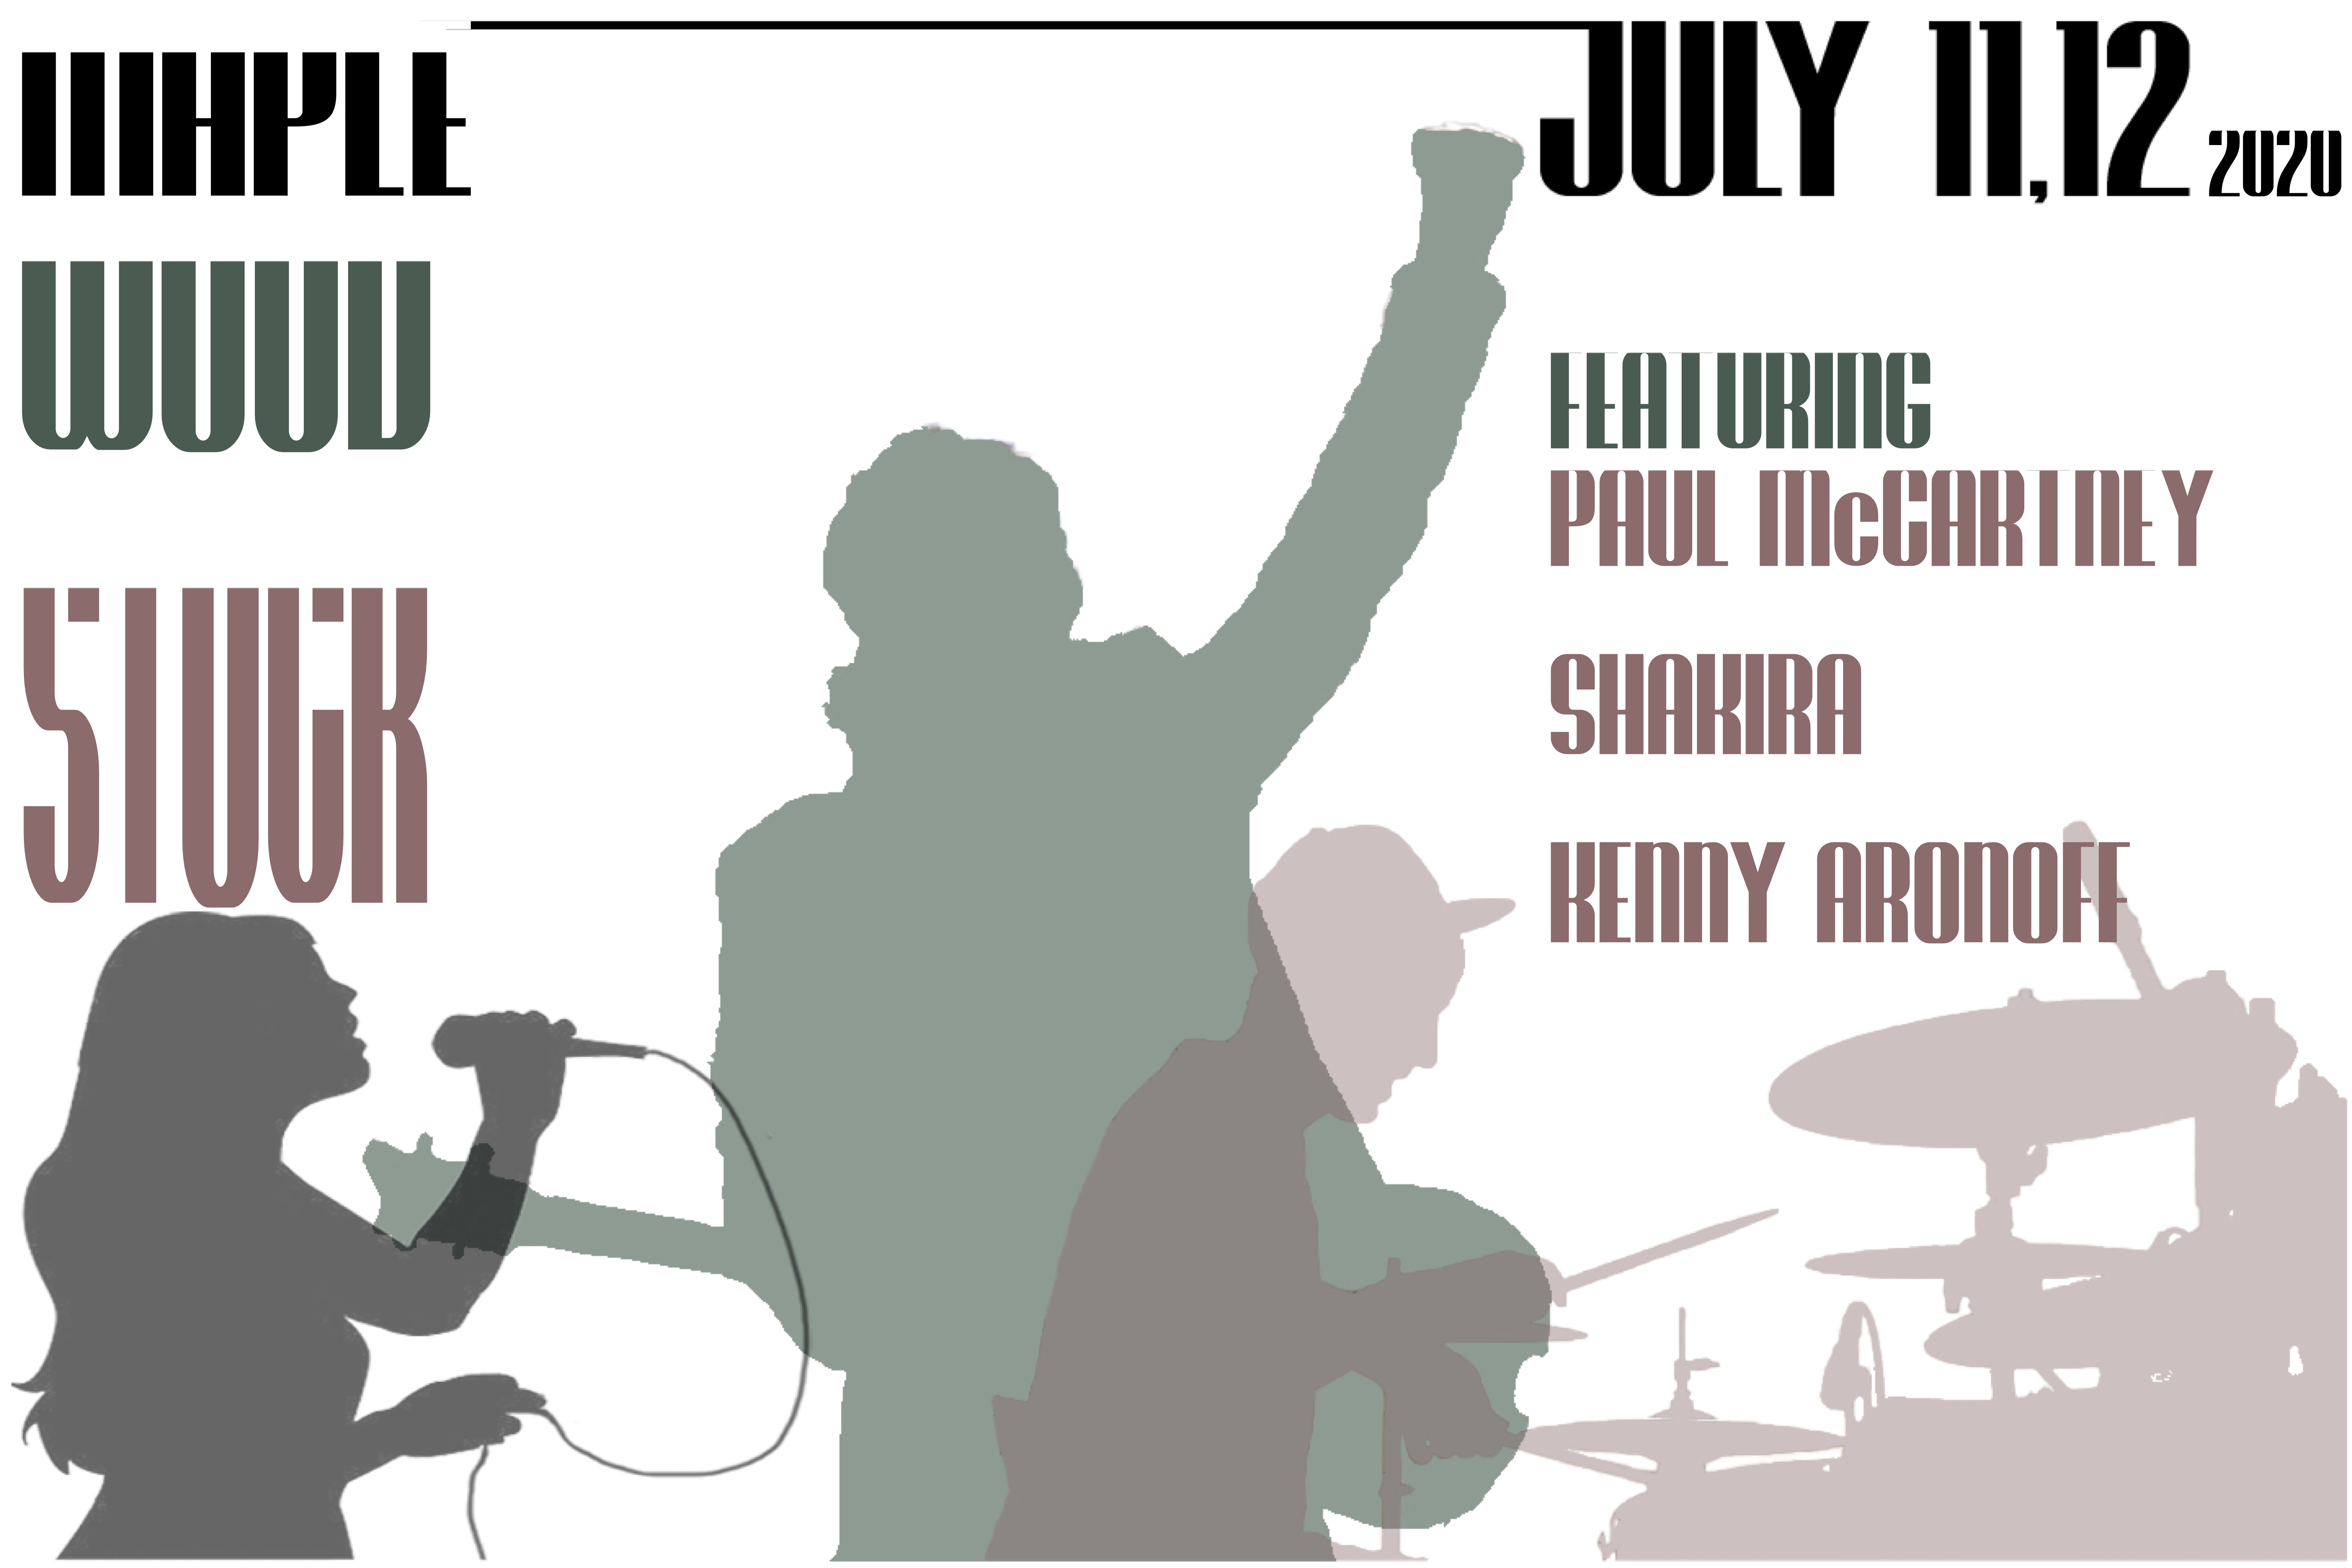 MAPLE
WOOD
STOCK
JULY 11,12 2020
FEATURING
PAUL McCARTNEY
SHAKIRA
KENNY ARONOFF